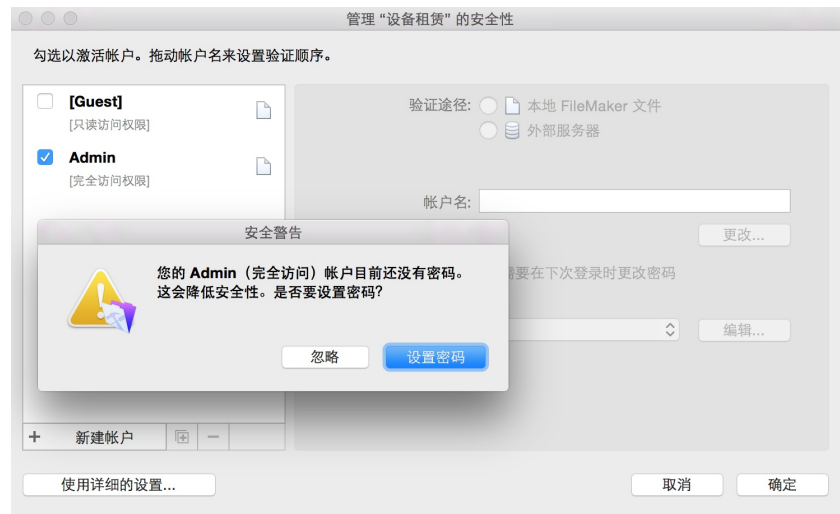 管理 “设备租赁” 的安全性
勾选以激活帐户。拖动帐户名来设置验证顺序。
[Guest]
[只读访问权限]
Admin
[完全访问权限]
验证途径:
本地 FileMaker 文件
外部服务器
帐户名:
更改...
要在下次登录时更改密码
编辑...
安全警告
您的 Admin（完全访问）帐户目前还没有密码。
这会降低安全性。是否要设置密码?
忽略
设置密码
新建帐户
使用详细的设置...
取消
确定